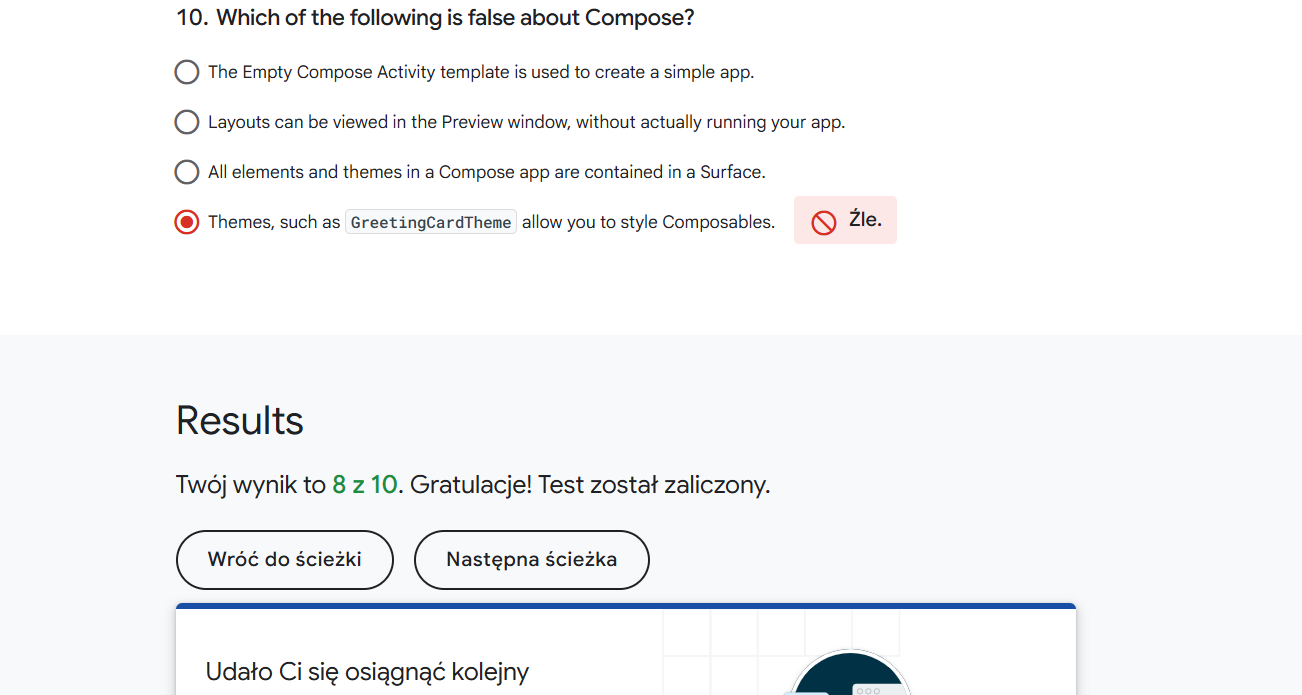 10. Which of the following is false about Compose?
The Empty Compose Activity template is used to create a simple app.
Layouts can be viewed in the Preview window, without actually running your app.
All elements and themes in a Compose app are contained in a Surface.
Themes, such as GreetingCardTheme allow you to style Composables. Źle.
Results
Twój wynik to 8 z 10. Gratulacje! Test został zaliczony.
Wróć do ścieżki Następna ścieżka
Udało Ci się osiągnąć kolejny